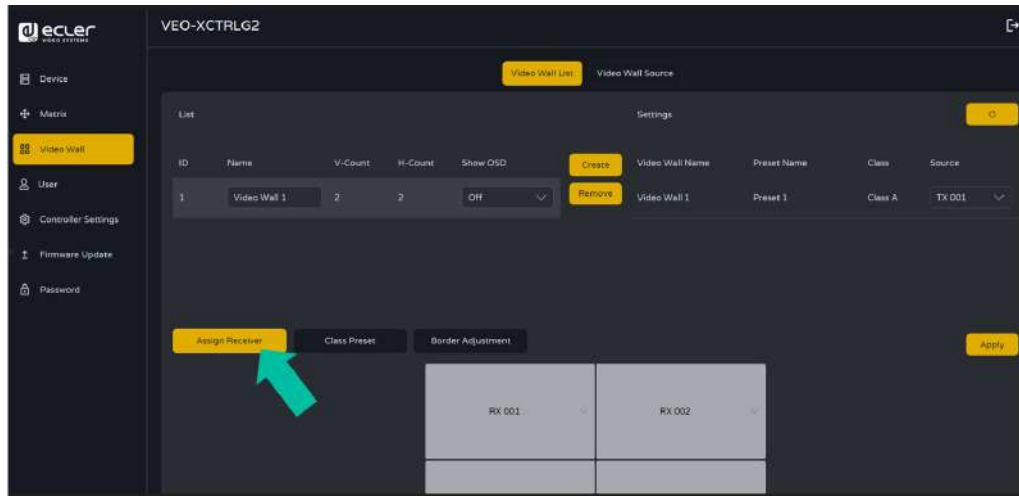 ecler
VIDEO SYSTEMS
VEO-XCTRLG2
Device
Matrix
Video Wall
User
Controller Settings
Firmware Update
Password
Video Wall List
Video Wall Source
List
ID Name V-Count H-Count Show OSD
1 Video Wall 1 2 2 Off
Create
Remove
Settings
Video Wall Name Preset Name Class Source
Video Wall 1 Preset 1 Class A TX 001
Assign Receiver
Class Preset
Border Adjustment
Apply
RX 001
RX 002